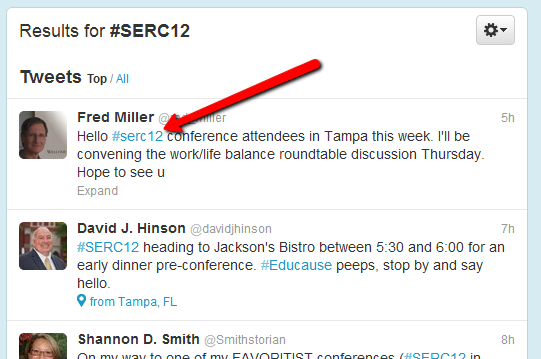 Results for #SERC12
Tweets Top / All
Fred Miller 5h
Hello #serc12 conference attendees in Tampa this week. I'll be
convening the work/life balance roundtable discussion Thursday.
Hope to see u
Expand
David J. Hinson @davidjhinson 7h
#SERC12 heading to Jackson's Bistro between 5:30 and 6:00 for an
early dinner pre-conference. #Educause peeps, stop by and say
hello.
from Tampa, FL
Shannon D. Smith @Smithstorian 8h
On my way to one of my FAVORITIST conferences (#SERC12 in